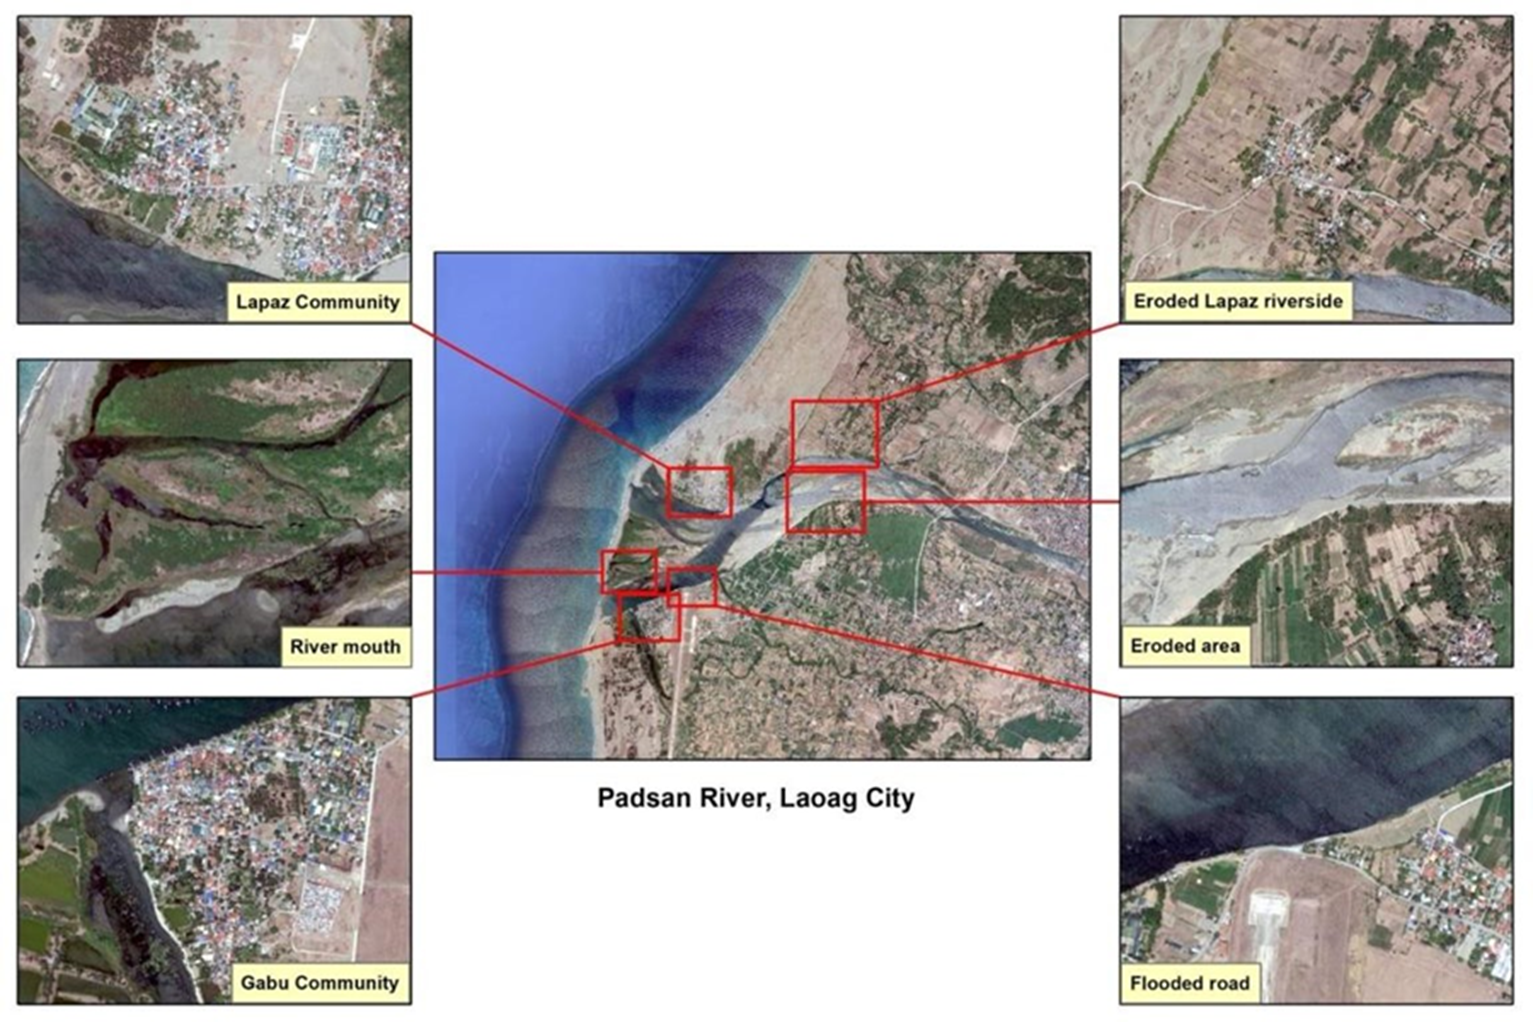 Lapaz Community
Eroded Lapaz riverside
River mouth
Eroded area
Padsan River, Laoag City
Gabu Community
Flooded road